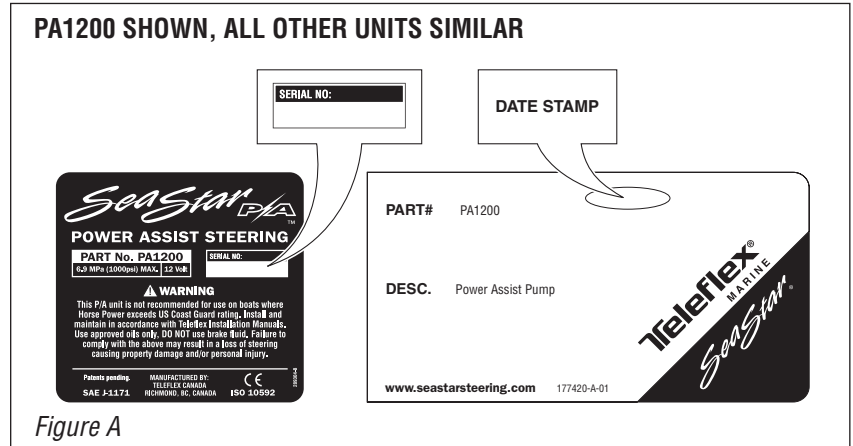 PA1200 SHOWN, ALL OTHER UNITS SIMILAR
SERIAL NO:
DATE STAMP
SeaStar P/A
TM
POWER ASSIST STEERING
PART No. PA1200
6.9 MPa (1000psi) MAX. 12 Volt
SERIAL NO:
WARNING
This P/A unit is not recommended for use on boats where
Horse Power exceeds US Coast Guard rating. Install and
maintain in accordance with Teleflex Installation Manuals.
Use approved oils only, DO NOT use brake fluid. Failure to
comply with the above may result in a loss of steering
causing property damage and/or personal injury.
Patents pending.
SAE J-1171
MANUFACTURED BY:
TELEFLEX CANADA
RICHMOND, BC, CANADA
CE
ISO 10592
PART# PA1200
DESC. Power Assist Pump
www.seastarsteering.com 177420-A-01
Teleflex®
MARINE
SeaStar®
Figure A